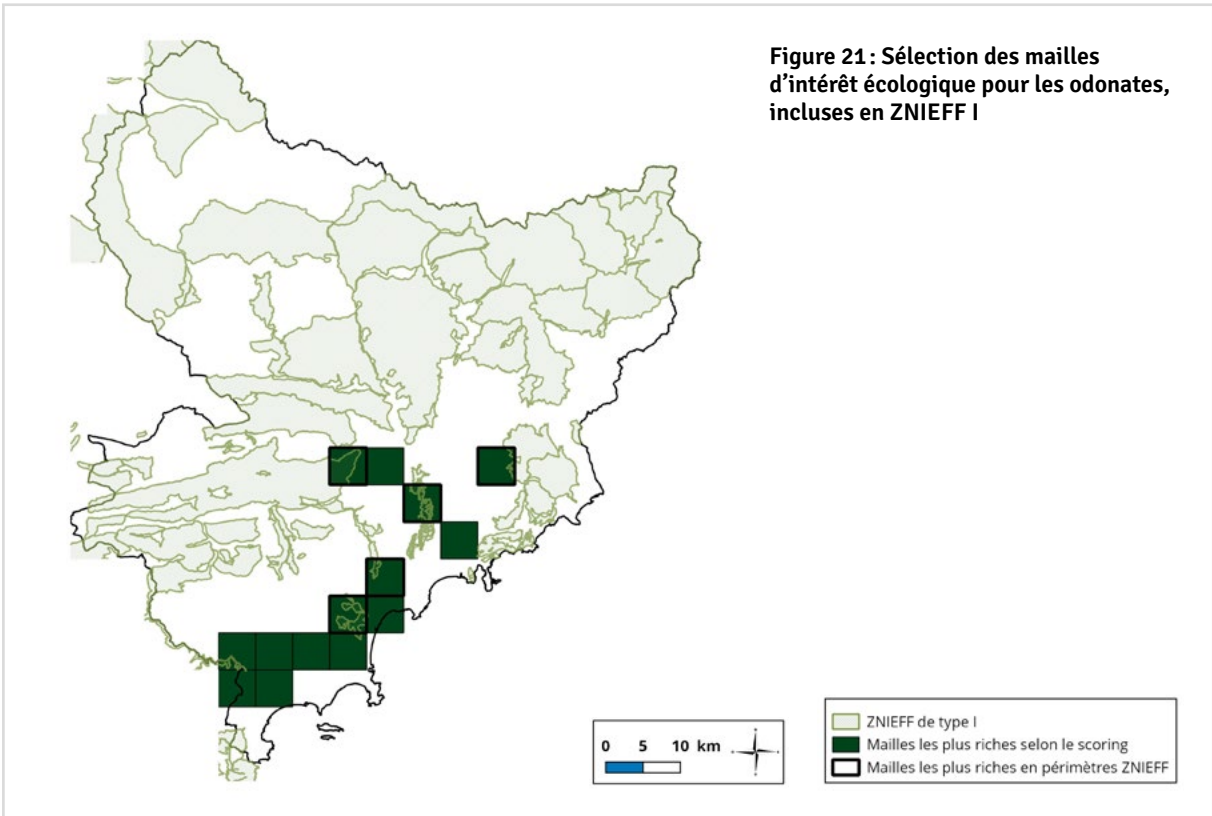 Figure 21 : Sélection des mailles
d’intérêt écologique pour les odonates,
incluses en ZNIEFF I
0 5 10 km
ZNIEFF de type I
Mailles les plus riches selon le scoring
Mailles les plus riches en périmètres ZNIEFF